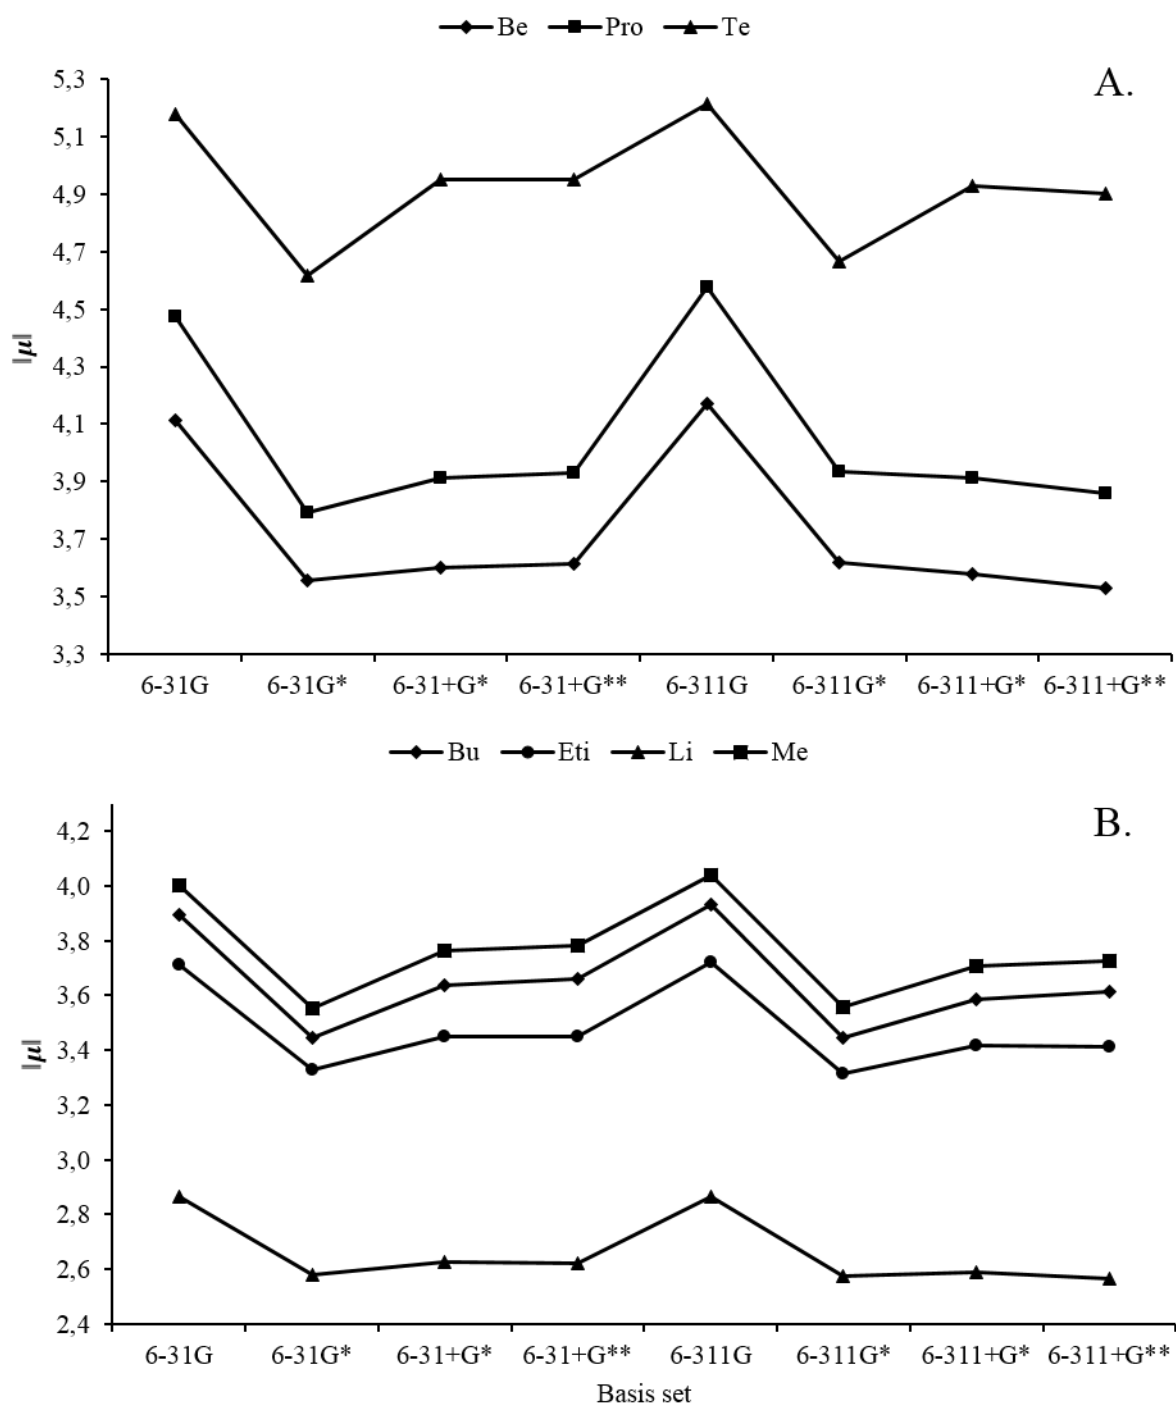 Be Pro Te
A.
5,3
5,1
4,9
4,7
4,5
4,3
4,1
3,9
3,7
3,5
3,3
‖μ‖
6-31G 6-31G* 6-31+G* 6-31+G** 6-311G 6-311G* 6-311+G* 6-311+G**
Bu Eti Li Me
B.
4,2
4,0
3,8
3,6
3,4
3,2
3,0
2,8
2,6
2,4
‖μ‖
6-31G 6-31G* 6-31+G* 6-31+G** 6-311G 6-311G* 6-311+G* 6-311+G**
Basis set